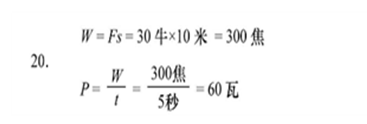 W = Fs = 30 牛×10 米 = 300 焦
20.
P = W/t = 300焦/5秒 = 60 瓦